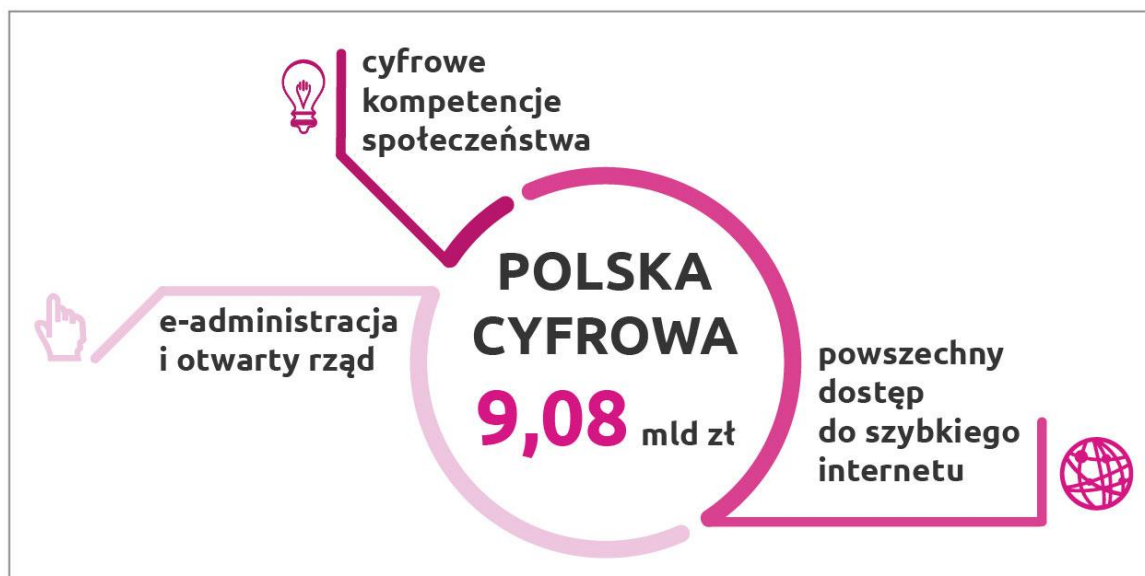 cyfrowe
kompetencje
społeczeństwa
POLSKA
CYFROWA
9,08 mld zł
e-administracja
i otwarty rząd
powszechny
dostęp
do szybkiego
internetu